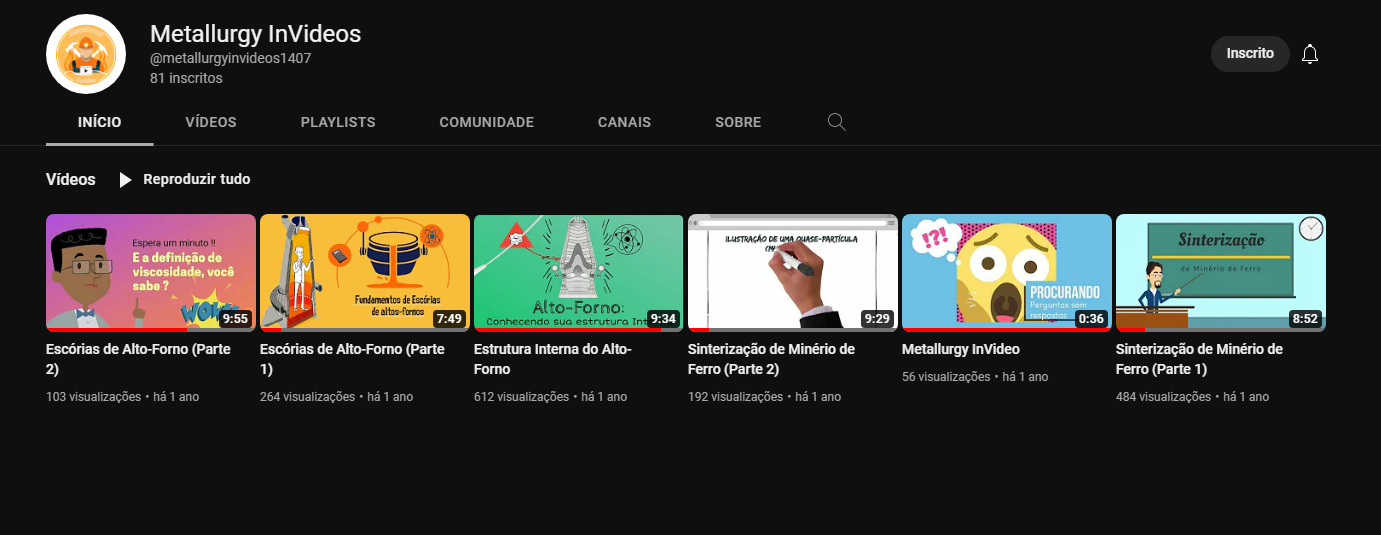 Metallurgy InVideos
@metallurgyinvideos1407
81 inscritos
Inscrito
INÍCIO VÍDEOS PLAYLISTS COMUNIDADE CANAIS SOBRE
Vídeos Reproduzir tudo
Espera um minuto !!
E a definição de
viscosidade, você
sabe ?
WOW
9:55
Escórias de Alto-Forno (Parte
2)
103 visualizações • há 1 ano
Fundamentos de Escórias
de altos-fornos
7:49
Escórias de Alto-Forno (Parte
1)
264 visualizações • há 1 ano
Alto-Forno:
Conhecendo sua estrutura
9:34
Estrutura Interna do Alto-
Forno
612 visualizações • há 1 ano
ILUSTRAÇÃO DE UMA QUASE-PARTÍCULA
9:29
Sinterização de Minério de
Ferro (Parte 2)
192 visualizações • há 1 ano
!?!
PROCURANDO
Perguntas sem
respostas
0:36
Metallurgy InVideo
56 visualizações • há 1 ano
Sinterização
de Minério de Ferro
8:52
Sinterização de Minério de
Ferro (Parte 1)
484 visualizações • há 1 ano